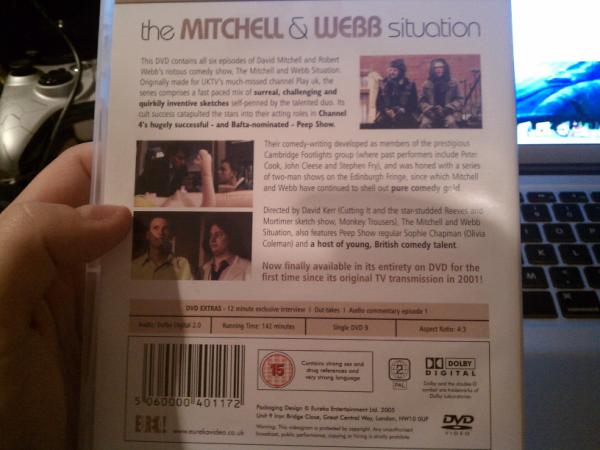 the MITCHELL & WEBB situation
This DVD contains all six episodes of David Mitchell and Robert
Webb's riotous comedy show, The Mitchell and Webb Situation.
Originally made for UKTV's much-missed channel Play uk, the
series comprises a fast paced mix of surreal, challenging and
quirkily inventive sketches self-penned by the talented duo. Its
cult success catapulted the stars into their acting roles in Channel
4's hugely successful - and Bafta-nominated - Peep Show.
Their comedy-writing developed as members of the prestigious
Cambridge Footlights group (where past performers include Peter
Cook, John Cleese and Stephen Fry), and was honed with a series
of two-man shows on the Edinburgh Fringe, since which Mitchell
and Webb have continued to shell out pure comedy gold.
Directed by David Kerr (Cutting It and the star-studded Reeves and
Mortimer sketch show, Monkey Trousers), The Mitchell and Webb
Situation, also features Peep Show regular Sophie Chapman (Olivia
Coleman) and a host of young, British comedy talent.
Now finally available in its entirety on DVD for the
first time since its original TV transmission in 2001!
DVD EXTRAS - 12 minute exclusive interview | Out-takes | Audio commentary episode 1
Audio: Dolby Digital 2.0
Running Time: 142 minutes
Single DVD 9
Aspect Ratio: 4:3
5 060000 401172
15
Contains strong sex and
drug references and
very strong language
2
PAL
DOLBY
DIGITAL
Dolby and the double-D
symbol are trademarks
of Dolby Laboratories.
www.eurekavideo.co.uk
Packaging Design © Eureka Entertainment Ltd. 2005
Unit 9 Iron Bridge Close, Great Central Way, London, NW10 0UF
Warning: This videogram is protected by copyright. Any unauthorised
broadcast, public performance, copying or hiring is strictly prohibited.
DVD
VIDEO